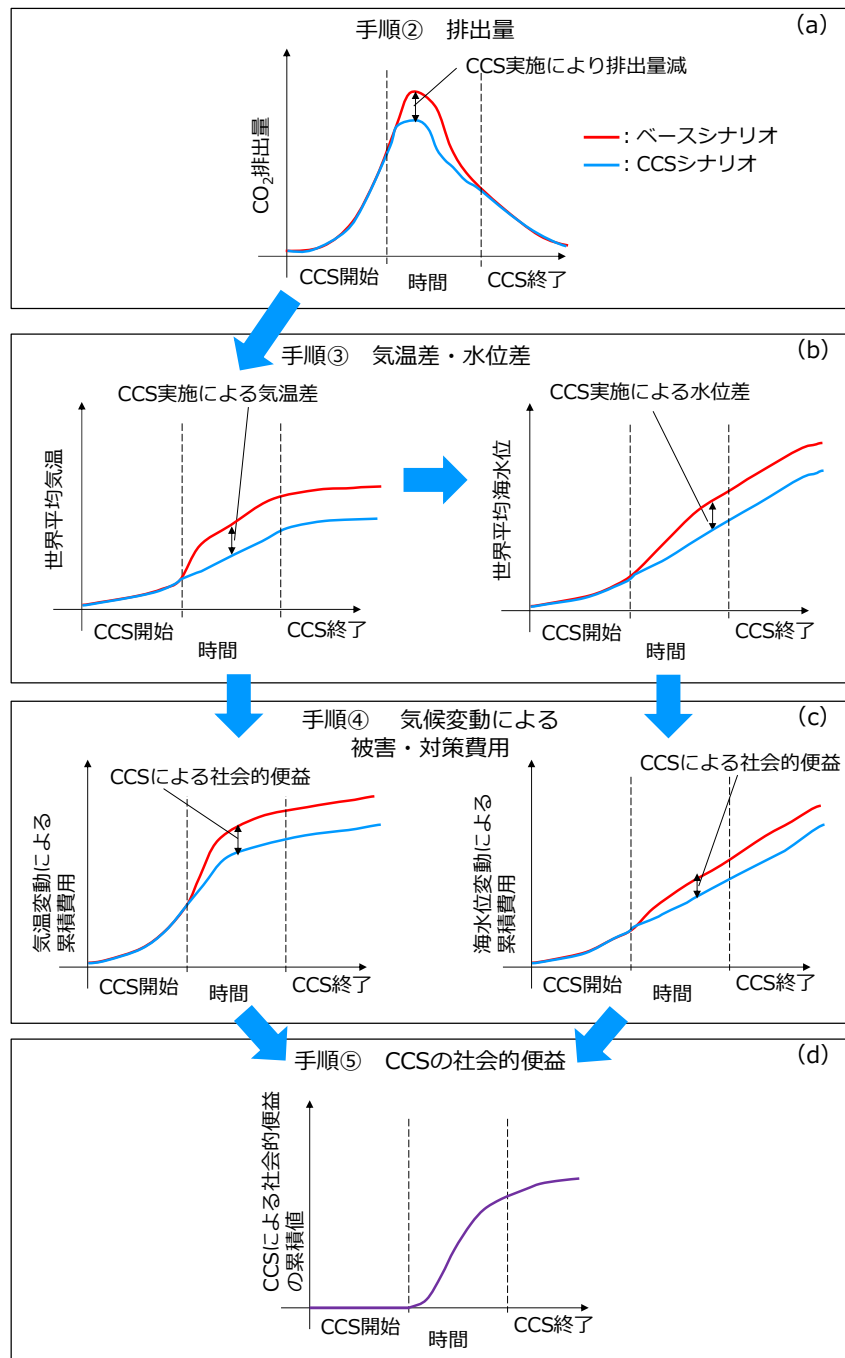 (a)
手順② 排出量
CCS実施により排出量減
CO₂排出量
: ベースシナリオ
: CCSシナリオ
CCS開始
時間
CCS終了
(b)
手順③ 気温差・水位差
CCS実施による気温差
世界平均気温
CCS開始
時間
CCS終了
CCS実施による水位差
世界平均海水位
CCS開始
時間
CCS終了
(c)
手順④ 気候変動による
被害・対策費用
CCSによる社会的便益
気温変動による
累積費用
CCS開始
時間
CCS終了
CCSによる社会的便益
海水位変動による
累積費用
CCS開始
時間
CCS終了
(d)
手順⑤ CCSの社会的便益
CCSによる社会的便益
の累積値
CCS開始
時間
CCS終了